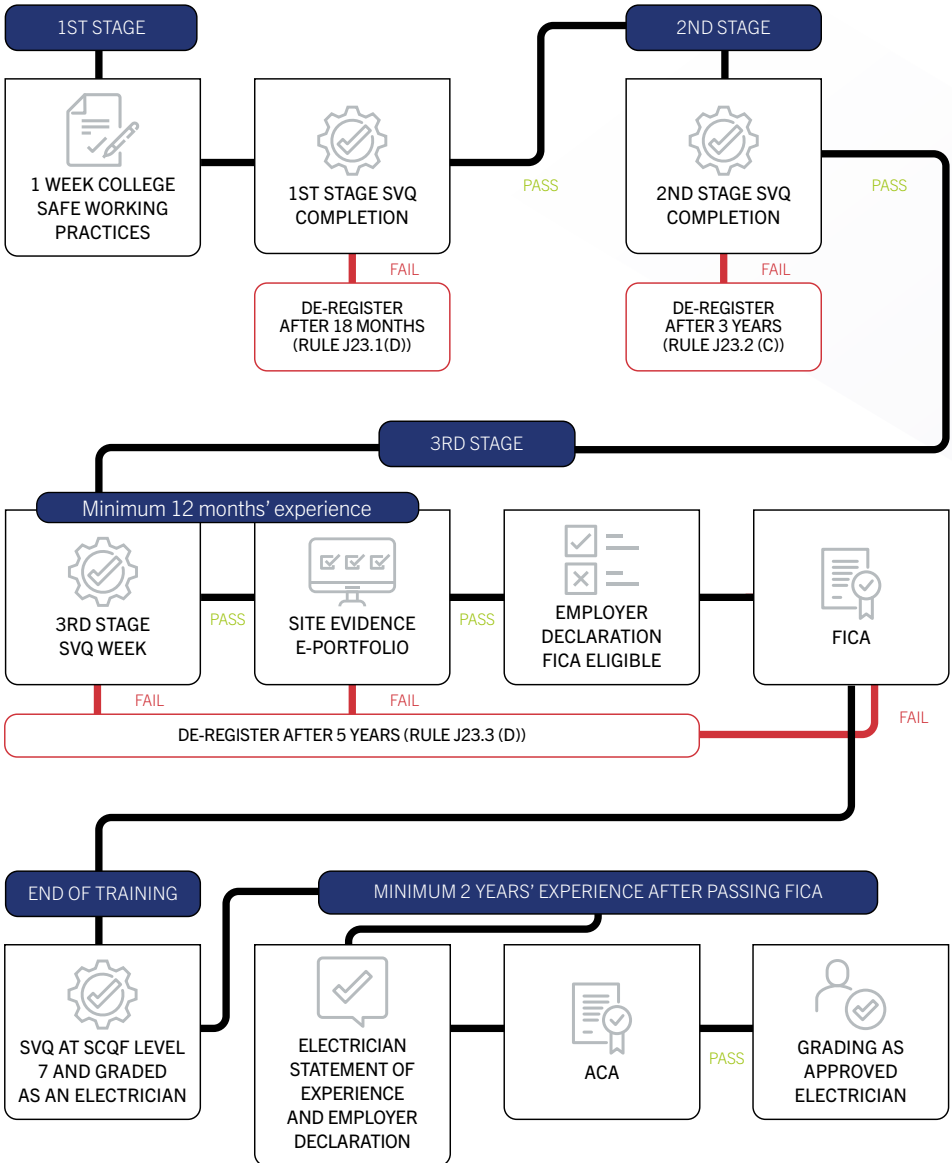 1ST STAGE
2ND STAGE
1 WEEK COLLEGE
SAFE WORKING
PRACTICES
1ST STAGE SVQ
COMPLETION
PASS
2ND STAGE SVQ
COMPLETION
PASS
FAIL
FAIL
DE-REGISTER
AFTER 18 MONTHS
(RULE J23.1(D))
DE-REGISTER
AFTER 3 YEARS
(RULE J23.2 (C))
3RD STAGE
Minimum 12 months' experience
3RD STAGE
SVQ WEEK
PASS
SITE EVIDENCE
E-PORTFOLIO
PASS
EMPLOYER
DECLARATION
FICA ELIGIBLE
FICA
FAIL
FAIL
FAIL
DE-REGISTER AFTER 5 YEARS (RULE J23.3 (D))
END OF TRAINING
MINIMUM 2 YEARS' EXPERIENCE AFTER PASSING FICA
SVQ AT SCQF LEVEL
7 AND GRADED
AS AN ELECTRICIAN
ELECTRICIAN
STATEMENT OF
EXPERIENCE
AND EMPLOYER
DECLARATION
ACA
PASS
GRADING AS
APPROVED
ELECTRICIAN